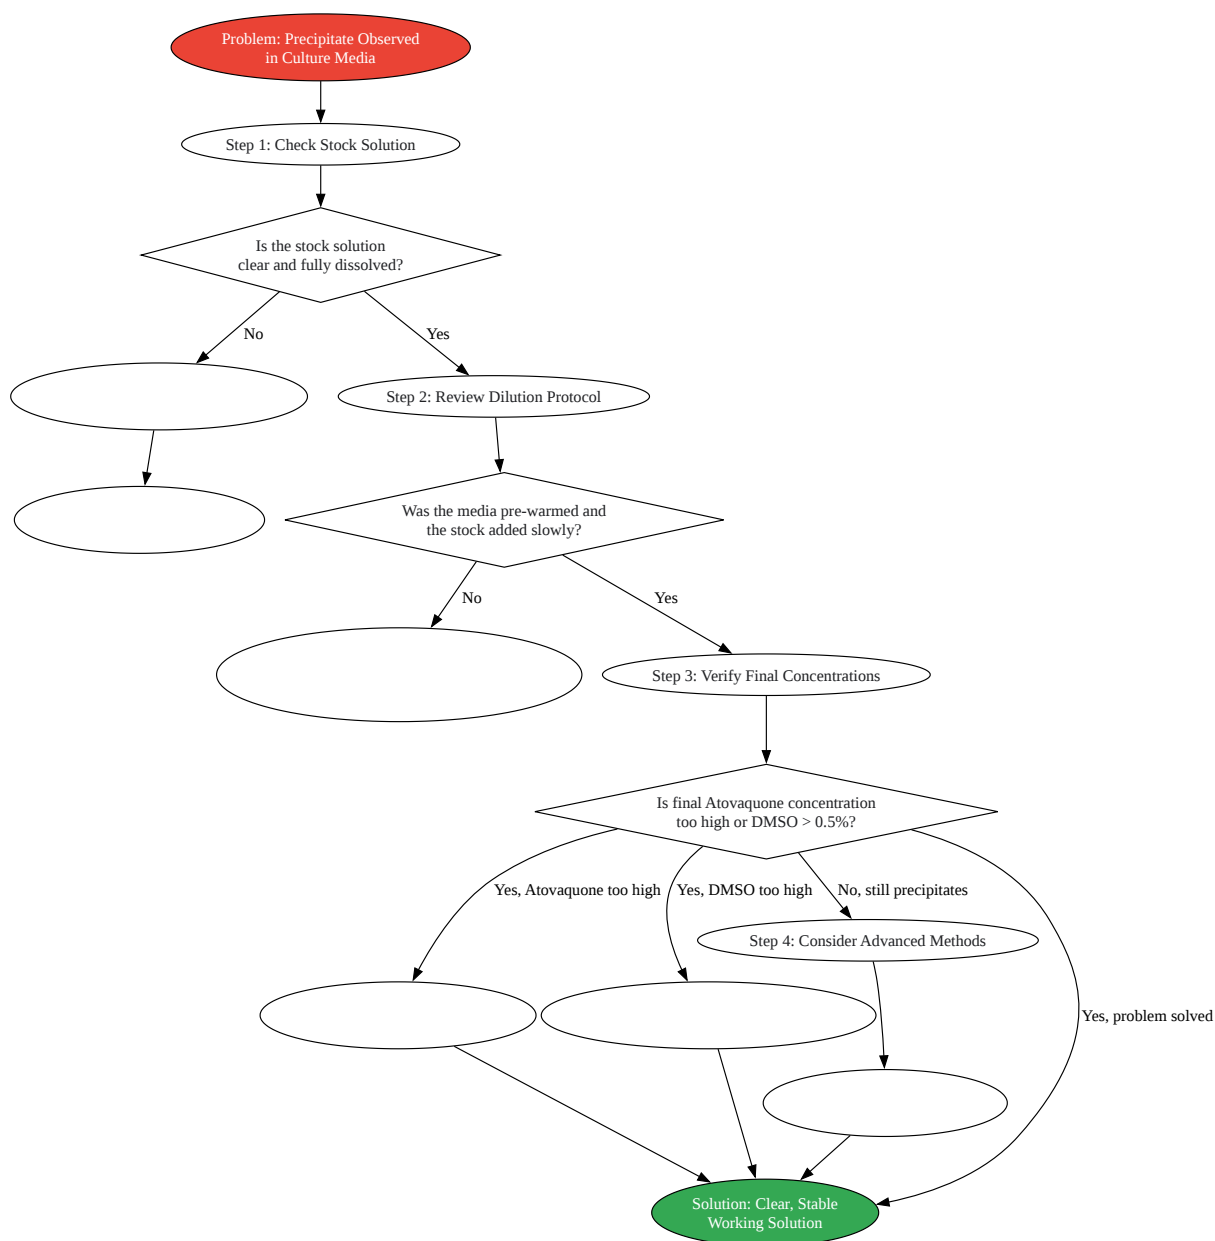 Problem: Precipitate Observed
in Culture Media
Step 1: Check Stock Solution
Is the stock solution
clear and fully dissolved?
No
Yes
Step 2: Review Dilution Protocol
Was the media pre-warmed and
the stock added slowly?
No
Yes
Step 3: Verify Final Concentrations
Is final Atovaquone concentration
too high or DMSO > 0.5%?
Yes, Atovaquone too high
Yes, DMSO too high
No, still precipitates
Step 4: Consider Advanced Methods
Yes, problem solved
Solution: Clear, Stable
Working Solution